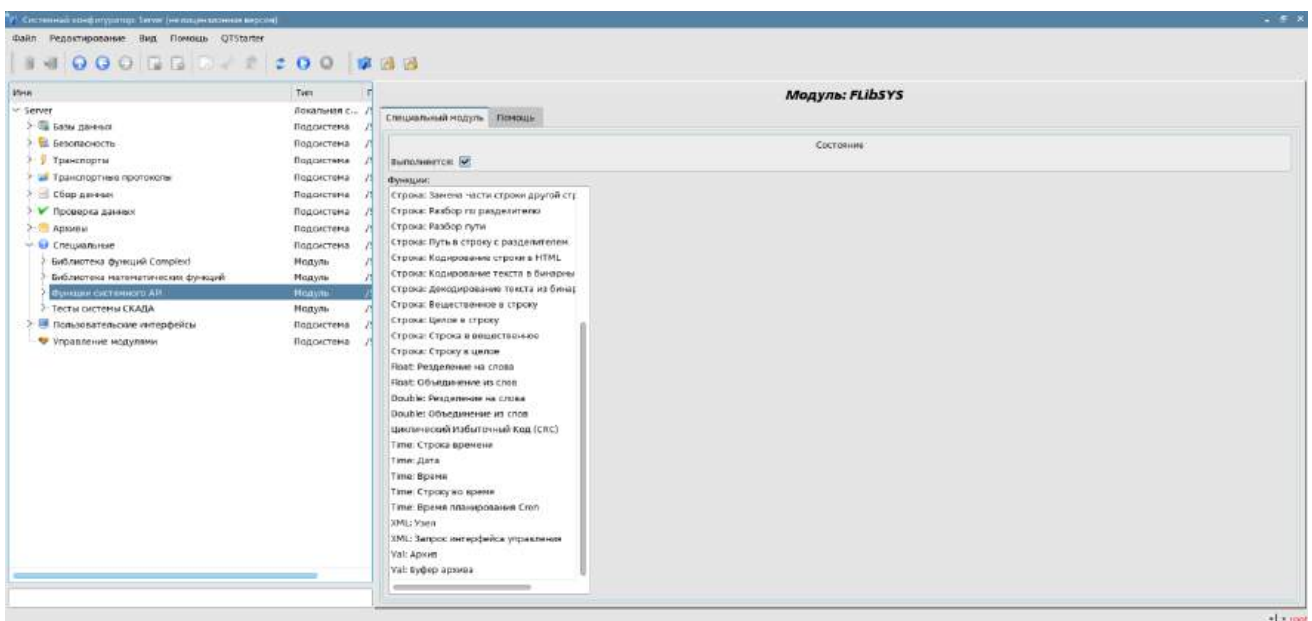 Системный конфигуратор: Server (не лицензионная версия)
Файл Редактирование Вид Помощь QTStarter
Имя Тип П
Server Локальная с... /S
Базы данных Подсистема /S
Безопасность Подсистема /S
Транспорты Подсистема /S
Транспортные протоколы Подсистема /S
Сбор данных Подсистема /S
Проверка данных Подсистема /S
Архивы Подсистема /S
Специальные Подсистема /S
Библиотека функций Complex1 Модуль /S
Библиотека математических функций Модуль /S
Функции системного API Модуль /S
Тесты системы СКАДА Модуль /S
Пользовательские интерфейсы Подсистема /S
Управление модулями Подсистема /S
Модуль: FLibSYS
Специальный модуль Помощь
Состояние
Выполняется:
Функции:
Строка: Замена части строки другой стр
Строка: Разбор по разделителю
Строка: Разбор пути
Строка: Путь в строку с разделителем.
Строка: Кодирование строки в HTML
Строка: Кодирование текста в бинарны
Строка: Декодирование текста из бинар
Строка: Вещественное в строку
Строка: Целое в строку
Строка: Строка в вещественное
Строка: Строку в целое
Float: Разделение на слова
Float: Объединение из слов
Double: Разделение на слова
Double: Объединение из слов
Циклический Избыточный Код (CRC)
Time: Строка времени
Time: Дата
Time: Время
Time: Строку во время
Time: Время планирования Cron
XML: Узел
XML: Запрос интерфейса управления
Val: Архив
Val: Буфер архива
root